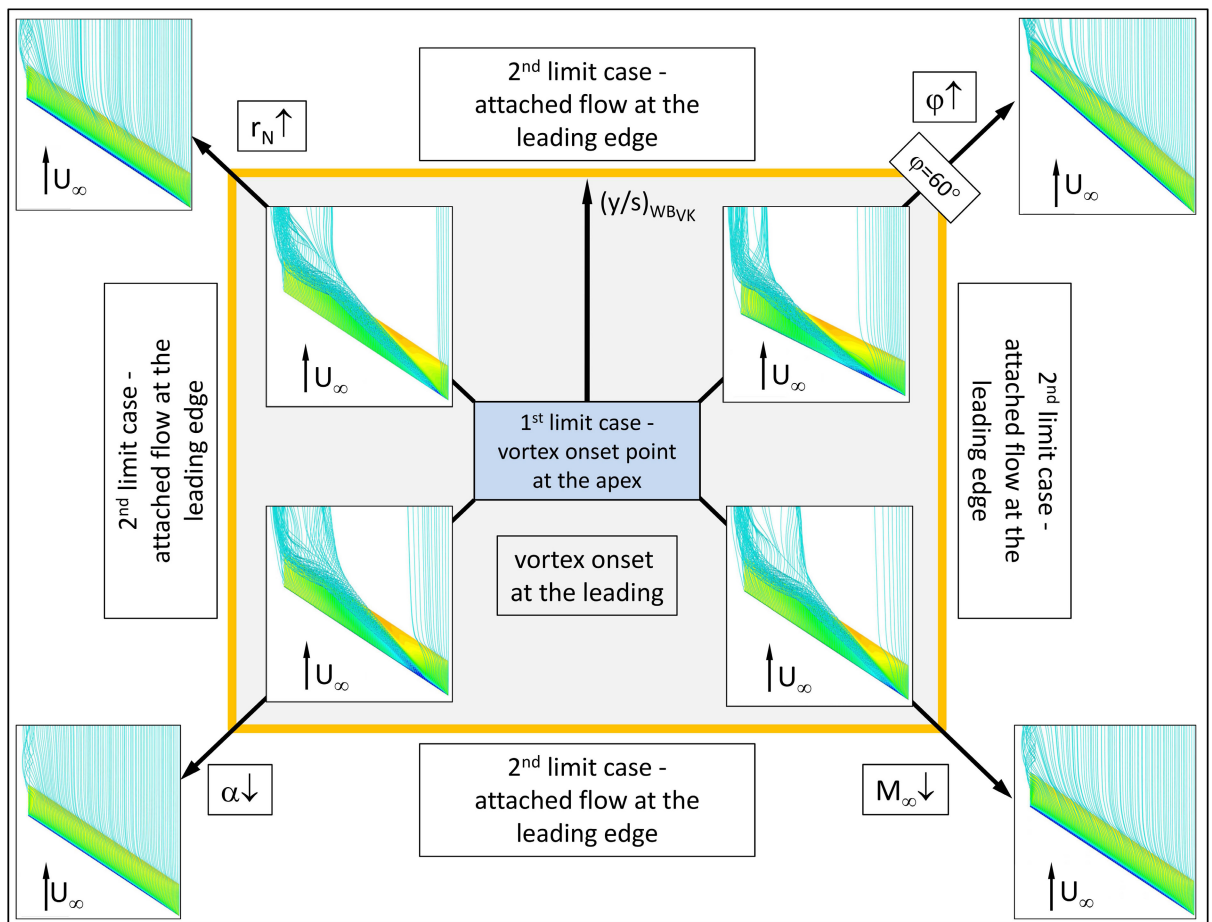 2nd limit case -
attached flow at the
leading edge
rN↑
φ↑
φ=60°
U∞
U∞
(y/s)WBVK
U∞
U∞
2nd limit case -
attached flow at the
leading edge
1st limit case -
vortex onset point
at the apex
2nd limit case -
attached flow at the
leading edge
vortex onset
at the leading
U∞
U∞
α↓
2nd limit case -
attached flow at the
leading edge
M∞↓
U∞
U∞